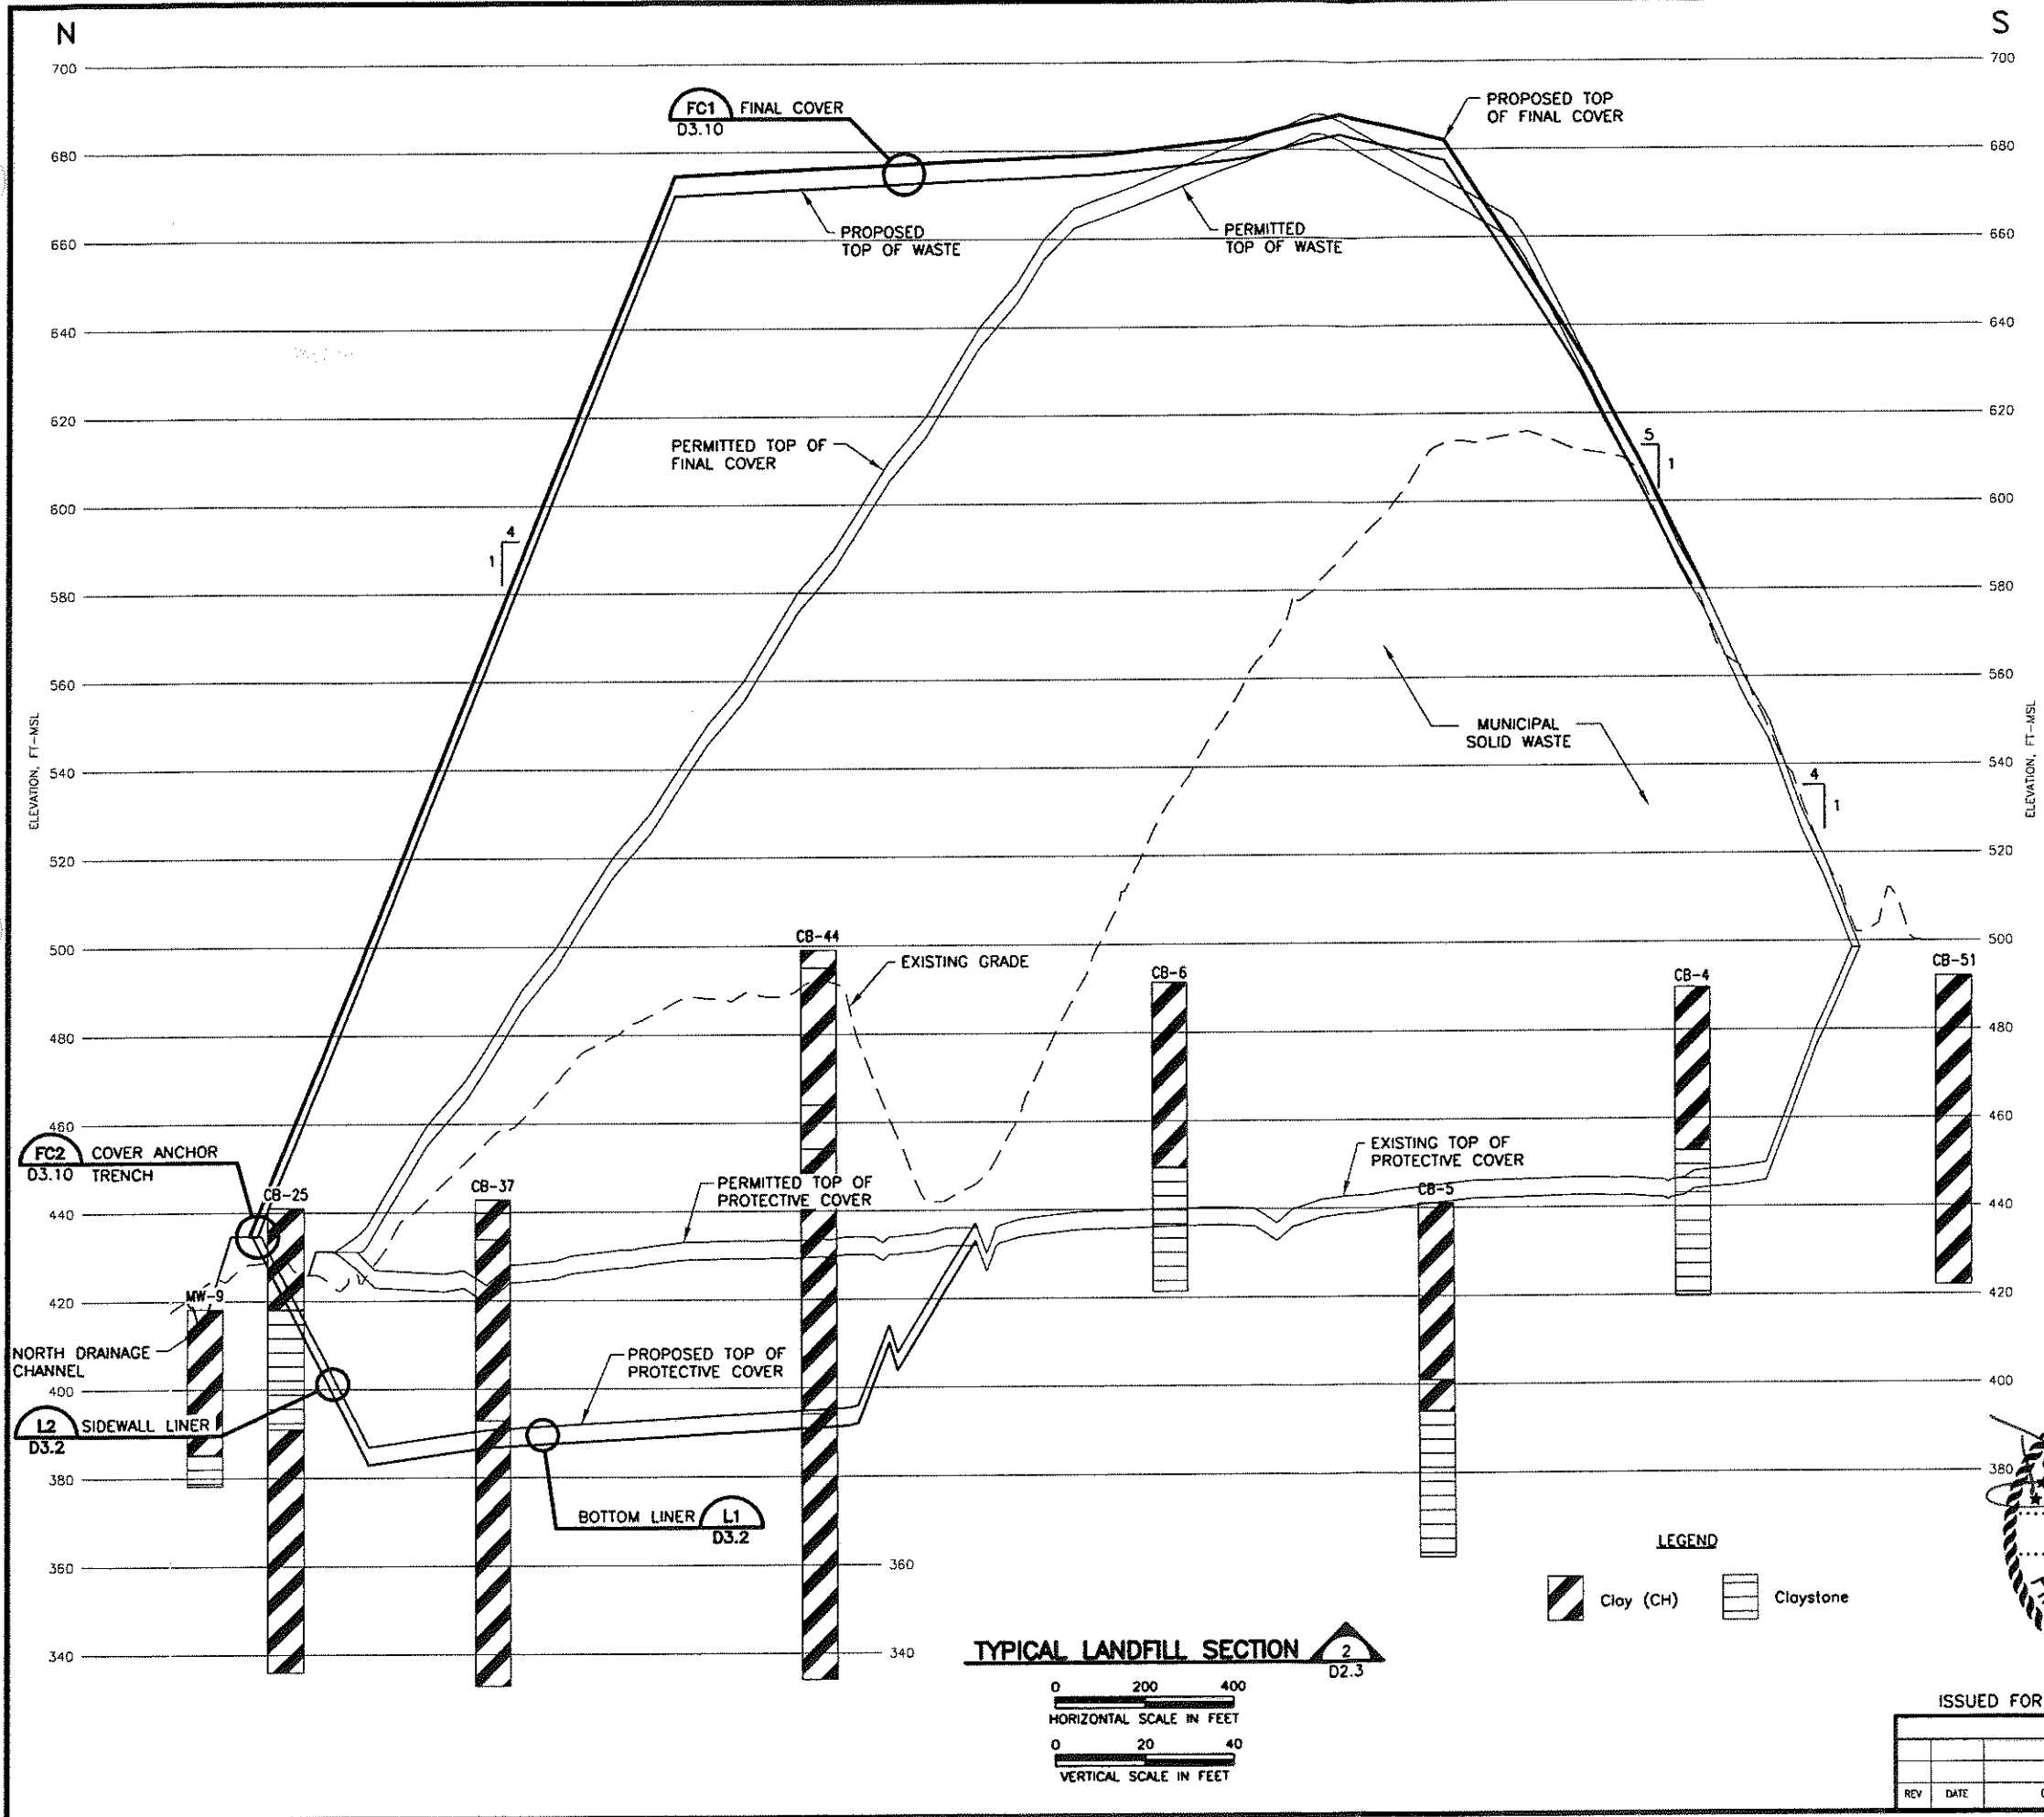 N
S
700
700
FC1
D3.10
FINAL COVER
PROPOSED TOP
OF FINAL COVER
680
680
PROPOSED
TOP OF WASTE
PERMITTED
TOP OF WASTE
660
660
640
640
620
620
PERMITTED TOP OF
FINAL COVER
5
1
600
600
4
1
580
580
560
560
ELEVATION, FT-MSL
ELEVATION, FT-MSL
MUNICIPAL
SOLID WASTE
540
540
4
1
520
520
500
500
CB-44
EXISTING GRADE
CB-6
CB-4
CB-51
480
480
460
460
FC2
D3.10
COVER ANCHOR
TRENCH
EXISTING TOP OF
PROTECTIVE COVER
CB-25
CB-37
PERMITTED TOP OF
PROTECTIVE COVER
CB-5
440
440
420
420
MW-9
NORTH DRAINAGE
CHANNEL
PROPOSED TOP OF
PROTECTIVE COVER
400
400
L2
D3.2
SIDEWALL LINER
380
380
BOTTOM LINER
L1
D3.2
360
360
LEGEND
Clay (CH)
Claystone
340
340
TYPICAL LANDFILL SECTION
2
D2.3
0 200 400
HORIZONTAL SCALE IN FEET
0 20 40
VERTICAL SCALE IN FEET
ISSUED FOR
REV DATE